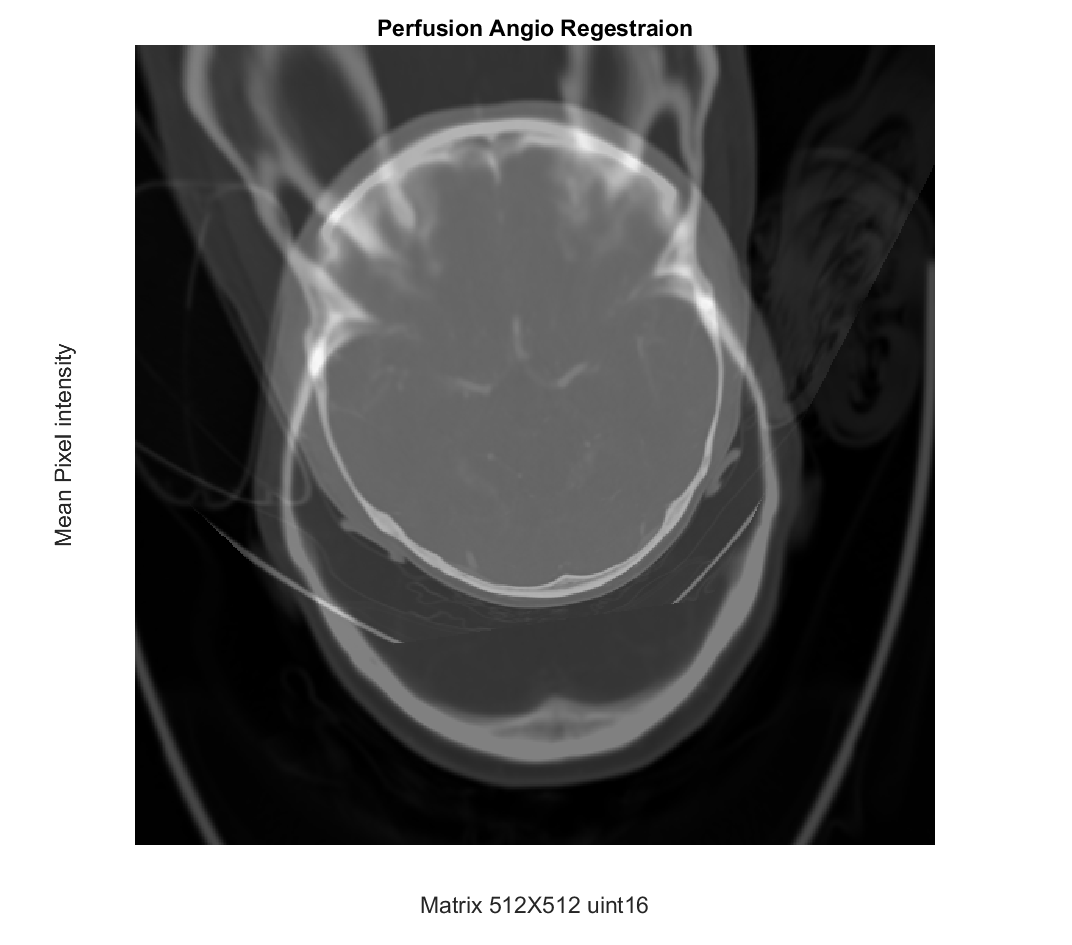 Perfusion Angio Regestraion
Mean Pixel intensity
Matrix 512X512 uint16